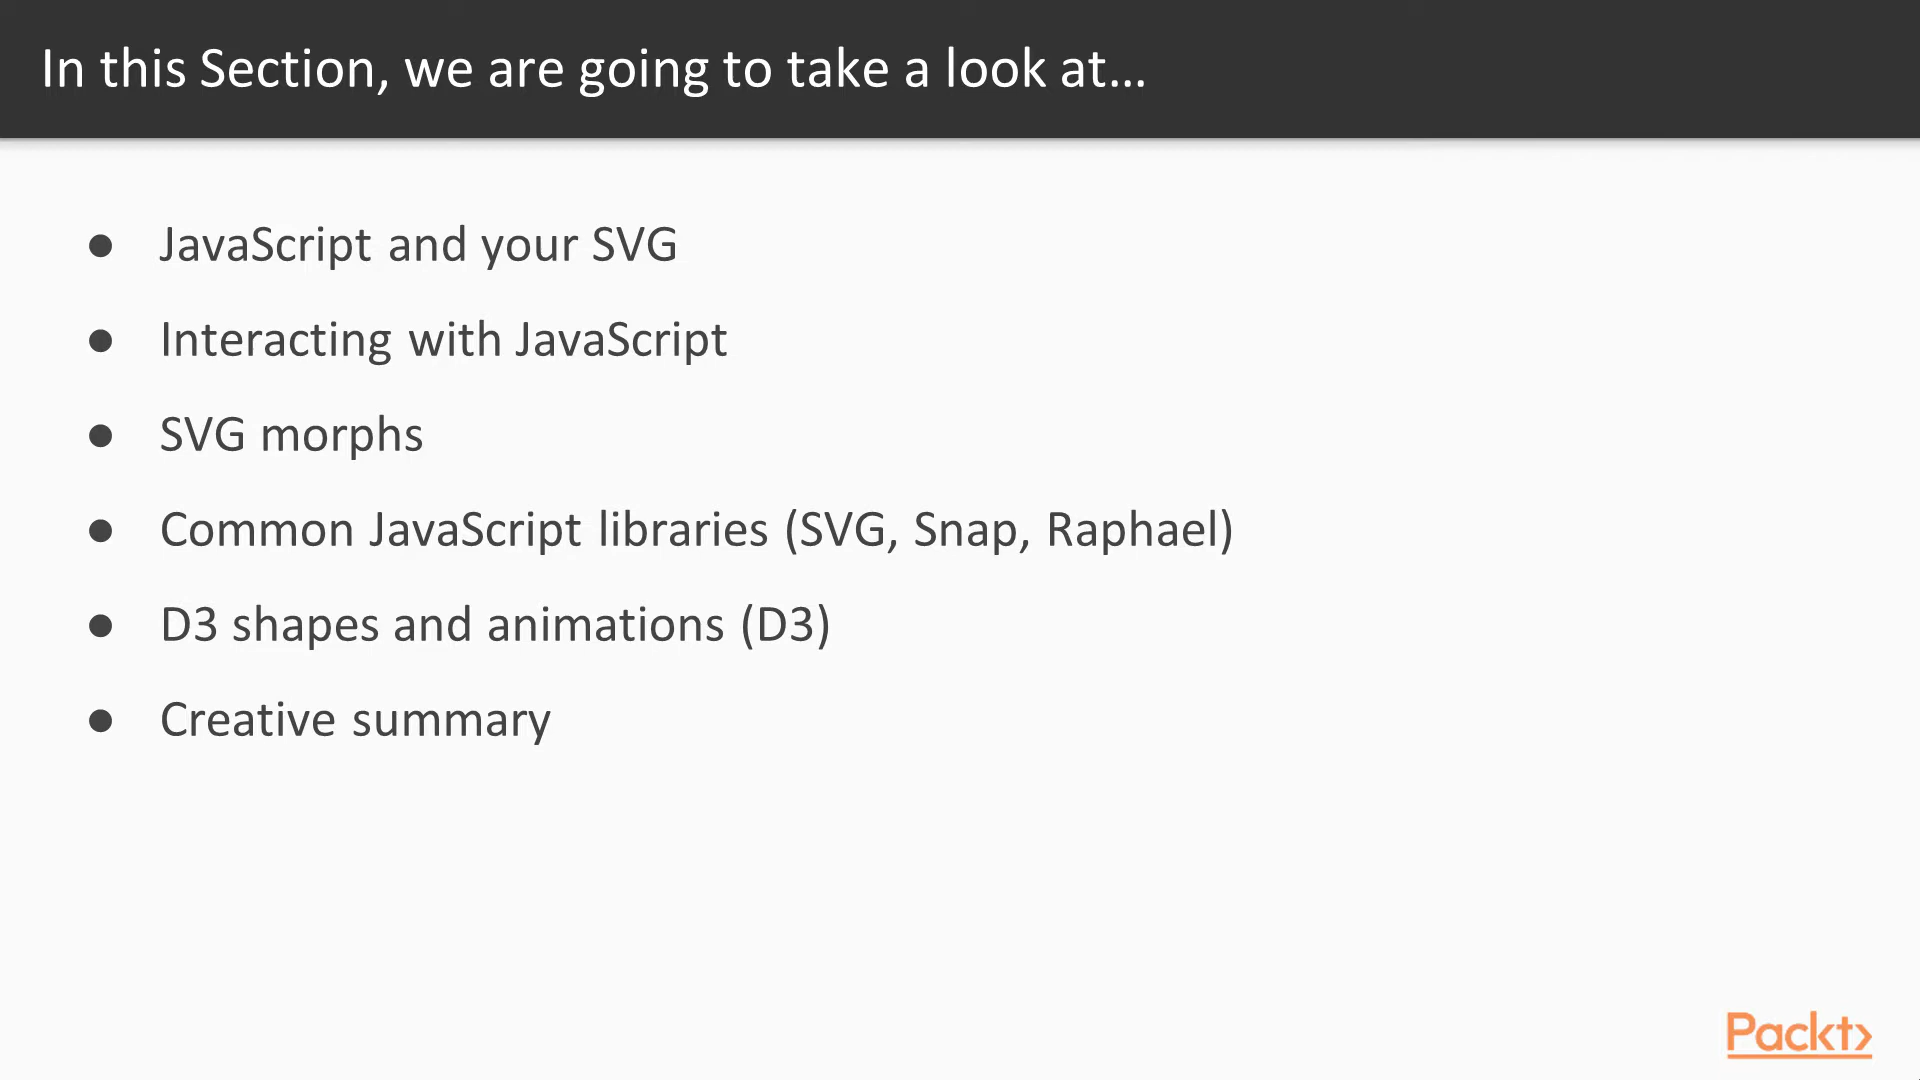 In this Section, we are going to take a look at...
● JavaScript and your SVG
● Interacting with JavaScript
● SVG morphs
● Common JavaScript libraries (SVG, Snap, Raphael)
● D3 shapes and animations (D3)
● Creative summary
Packt>